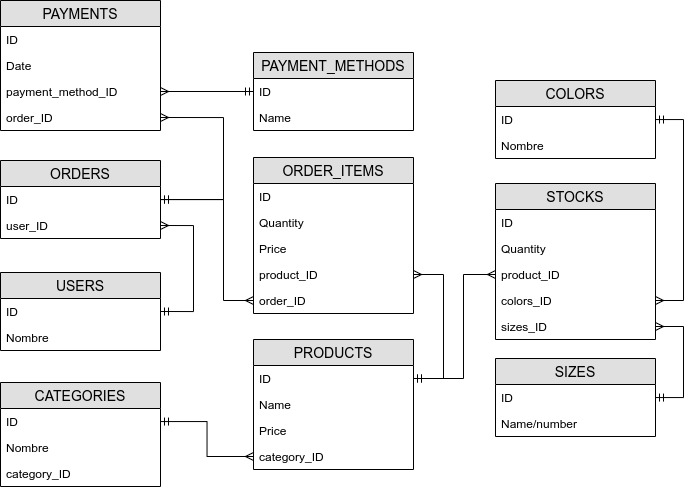 PAYMENTS
ID
Date
payment_method_ID
order_ID
ORDERS
ID
user_ID
USERS
ID
Nombre
CATEGORIES
ID
Nombre
category_ID
PAYMENT_METHODS
ID
Name
ORDER_ITEMS
ID
Quantity
Price
product_ID
order_ID
PRODUCTS
ID
Name
Price
category_ID
COLORS
ID
Nombre
STOCKS
ID
Quantity
product_ID
colors_ID
sizes_ID
SIZES
ID
Name/number